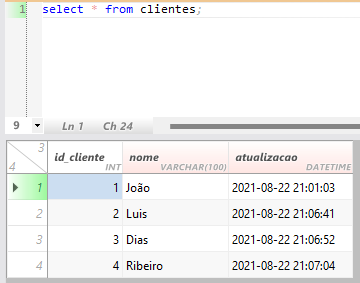 1 select * from clientes;
9 Ln 1 Ch 24
3 4 id_cliente INT nome VARCHAR(100) atualizacao DATETIME
1 1 João 2021-08-22 21:01:03
2 2 Luis 2021-08-22 21:06:41
3 3 Dias 2021-08-22 21:06:52
4 4 Ribeiro 2021-08-22 21:07:04